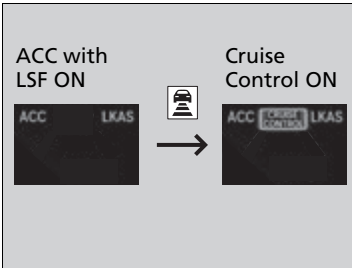 ACC with
LSF ON
Cruise
Control ON
ACC LKAS
ACC CRUISE CONTROL LKAS